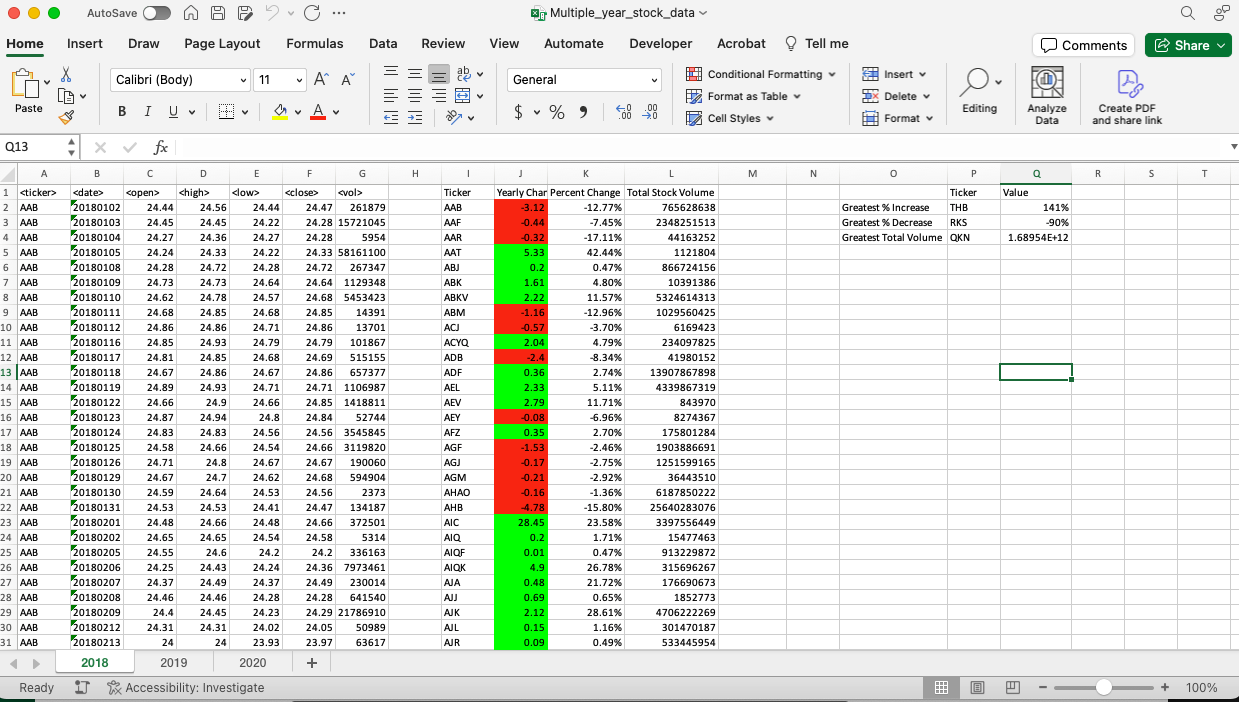 AutoSave Multiple_year_stock_data
Home Insert Draw Page Layout Formulas Data Review View Automate Developer Acrobat Tell me Comments Share
Calibri (Body) 11 A A ab General Conditional Formatting Insert
Paste Format as Table Delete Editing Analyze Data Create PDF and share link
B I U A $ % 9 .00 .00 Cell Styles Format
Q13 fx
A B C D E F G H I J K L M N O P Q R S T
1 <ticker> <date> <open> <high> <low> <close> <vol> Ticker Yearly Char Percent Change Total Stock Volume Ticker Value
2 AAB 20180102 24.44 24.56 24.44 24.47 261879 AAB -3.12 -12.77% 765628638 Greatest % Increase THB 141%
3 AAB 20180103 24.45 24.45 24.22 24.28 15721045 AAF -0.44 -7.45% 2348251513 Greatest % Decrease RKS -90%
4 AAB 20180104 24.27 24.36 24.27 24.28 5954 AAR -0.32 -17.11% 44163252 Greatest Total Volume QKN 1.68954E+12
5 AAB 20180105 24.24 24.33 24.22 24.33 58161100 AAT 5.33 42.44% 1121804
6 AAB 20180108 24.28 24.72 24.28 24.72 267347 ABJ 0.2 0.47% 866724156
7 AAB 20180109 24.73 24.73 24.64 24.64 1129348 ABK 1.61 4.80% 10391386
8 AAB 20180110 24.62 24.78 24.57 24.68 5453423 ABKV 2.22 11.57% 5324614313
9 AAB 20180111 24.68 24.85 24.68 24.85 14391 ABM -1.16 -12.96% 1029560425
10 AAB 20180112 24.86 24.86 24.71 24.86 13701 ACJ -0.57 -3.70% 6169423
11 AAB 20180116 24.85 24.93 24.79 24.79 101867 ACYQ 2.04 4.79% 234097825
12 AAB 20180117 24.81 24.85 24.68 24.69 515155 ADB -2.4 -8.34% 41980152
13 AAB 20180118 24.67 24.86 24.67 24.86 657377 ADF 0.36 2.74% 13907867898
14 AAB 20180119 24.89 24.93 24.71 24.71 1106987 AEL 2.33 5.11% 4339867319
15 AAB 20180122 24.66 24.9 24.66 24.85 1418811 AEV 2.79 11.71% 843970
16 AAB 20180123 24.87 24.94 24.8 24.84 52744 AEY -0.08 -6.96% 8274367
17 AAB 20180124 24.83 24.83 24.56 24.56 3545845 AFZ 0.35 2.70% 175801284
18 AAB 20180125 24.58 24.66 24.54 24.66 3119820 AGF -1.53 -2.46% 1903886691
19 AAB 20180126 24.71 24.8 24.67 24.67 190060 AGJ -0.17 -2.75% 1251599165
20 AAB 20180129 24.67 24.7 24.62 24.68 594904 AGM -0.21 -2.92% 36443510
21 AAB 20180130 24.59 24.64 24.53 24.56 2373 AHAO -0.16 -1.36% 6187850222
22 AAB 20180131 24.53 24.53 24.41 24.47 134187 AHB -4.78 -15.80% 25640283076
23 AAB 20180201 24.48 24.66 24.48 24.66 372501 AIC 28.45 23.58% 3397556449
24 AAB 20180202 24.65 24.65 24.54 24.58 5314 AIQ 0.2 1.71% 15477463
25 AAB 20180205 24.55 24.6 24.2 24.2 336163 AIQF 0.01 0.47% 913229872
26 AAB 20180206 24.25 24.43 24.24 24.36 7973461 AIQK 4.9 26.78% 315696267
27 AAB 20180207 24.37 24.49 24.37 24.49 230014 AJA 0.48 21.72% 176690673
28 AAB 20180208 24.46 24.46 24.28 24.28 641540 AJJ 0.69 0.65% 1852773
29 AAB 20180209 24.4 24.45 24.23 24.29 21786910 AJK 2.12 28.61% 4706222269
30 AAB 20180212 24.31 24.31 24.02 24.05 50989 AJL 0.15 1.16% 301470187
31 AAB 20180213 24 24 23.93 23.97 63617 AJR 0.09 0.49% 533445954
2018 2019 2020 +
Ready Accessibility: Investigate 100%